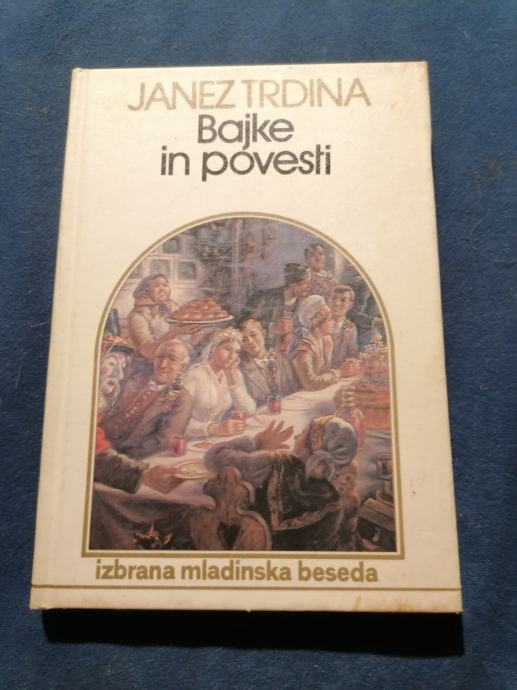 JANEZ TRDINA
Bajke
in povesti
izbrana mladinska beseda